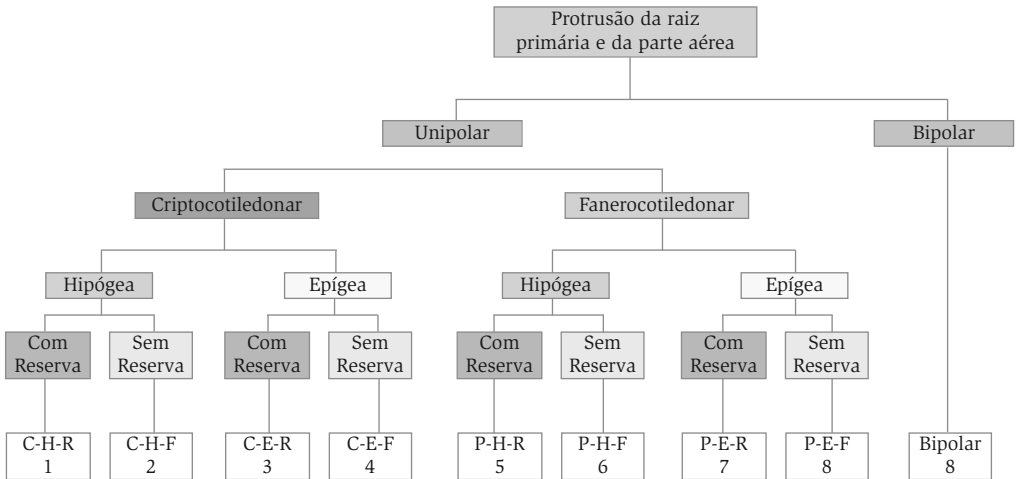 Protrusão da raiz
primária e da parte aérea
Unipolar
Bipolar
Criptocotiledonar
Fanerocotiledonar
Hipógea
Epígea
Hipógea
Epígea
Com
Reserva
Sem
Reserva
Com
Reserva
Sem
Reserva
Com
Reserva
Sem
Reserva
Com
Reserva
Sem
Reserva
C-H-R
1
C-H-F
2
C-E-R
3
C-E-F
4
P-H-R
5
P-H-F
6
P-E-R
7
P-E-F
8
Bipolar
8